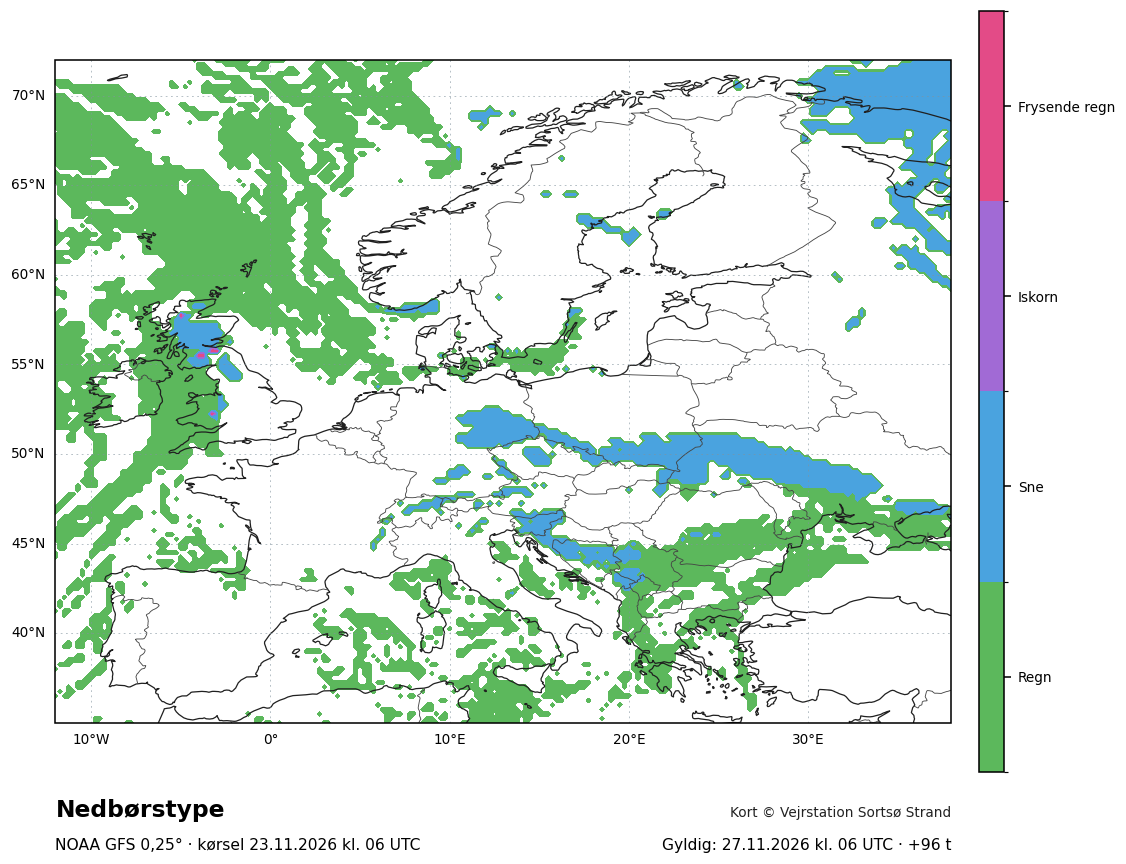 70°N
65°N
60°N
55°N
50°N
45°N
40°N
10°W
0°
10°E
20°E
30°E
Frysende regn
Iskorn
Sne
Regn
Nedbørstype
Kort © Vejrstation Sortsø Strand
NOAA GFS 0,25° · kørsel 23.11.2026 kl. 06 UTC
Gyldig: 27.11.2026 kl. 06 UTC · +96 t